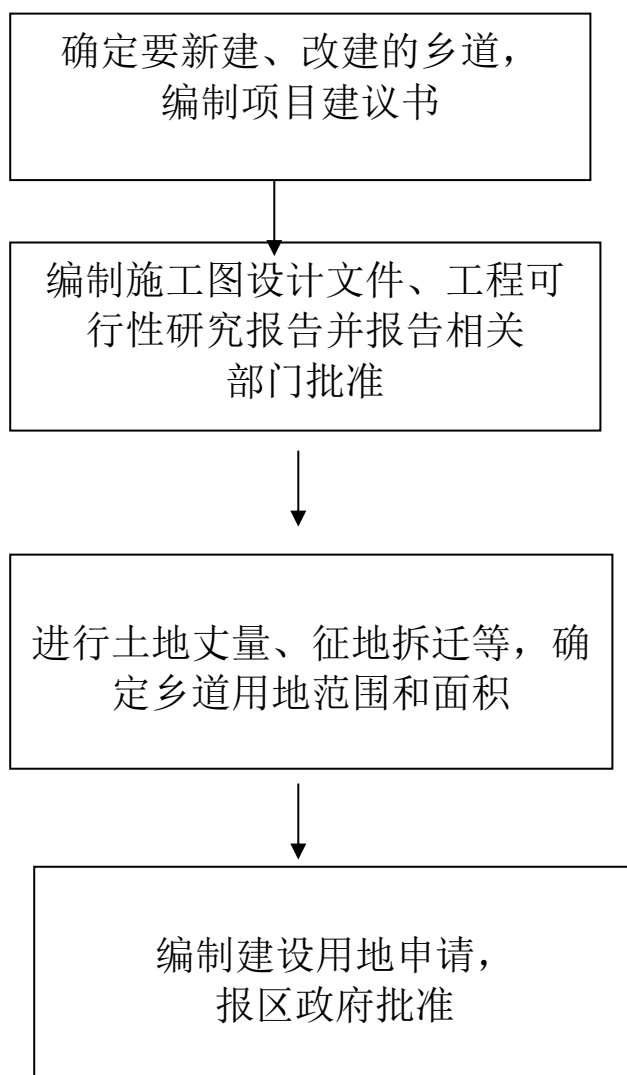 确定要新建、改建的乡道，
编制项目建议书
编制施工图设计文件、工程可
行性研究报告并报告相关
部门批准
进行土地丈量、征地拆迁等，确
定乡道用地范围和面积
编制建设用地申请，
报区政府批准